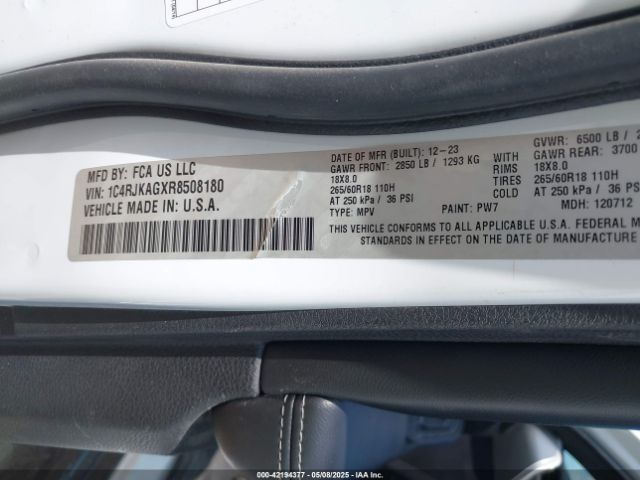 MFD BY: FCA US LLC
VIN: 1C4RJKAGXR8508180
VEHICLE MADE IN: U.S.A.
DATE OF MFR (BUILT): 12-23
GAWR FRONT: 2850 LB / 1293 KG
18X8.0
265/60R18 110H
AT 250 kPa / 36 PSI
TYPE: MPV
PAINT: PW7
GVWR: 6500 LB /
GAWR REAR: 3700
WITH
RIMS 18X8.0
TIRES 265/60R18 110H
COLD AT 250 kPa / 36 PSI
MDH: 120712
THIS VEHICLE CONFORMS TO ALL APPLICABLE U.S.A. FEDERAL M
STANDARDS IN EFFECT ON THE DATE OF MAN
00-42194377 - 05/08/2025 - IAA Inc.